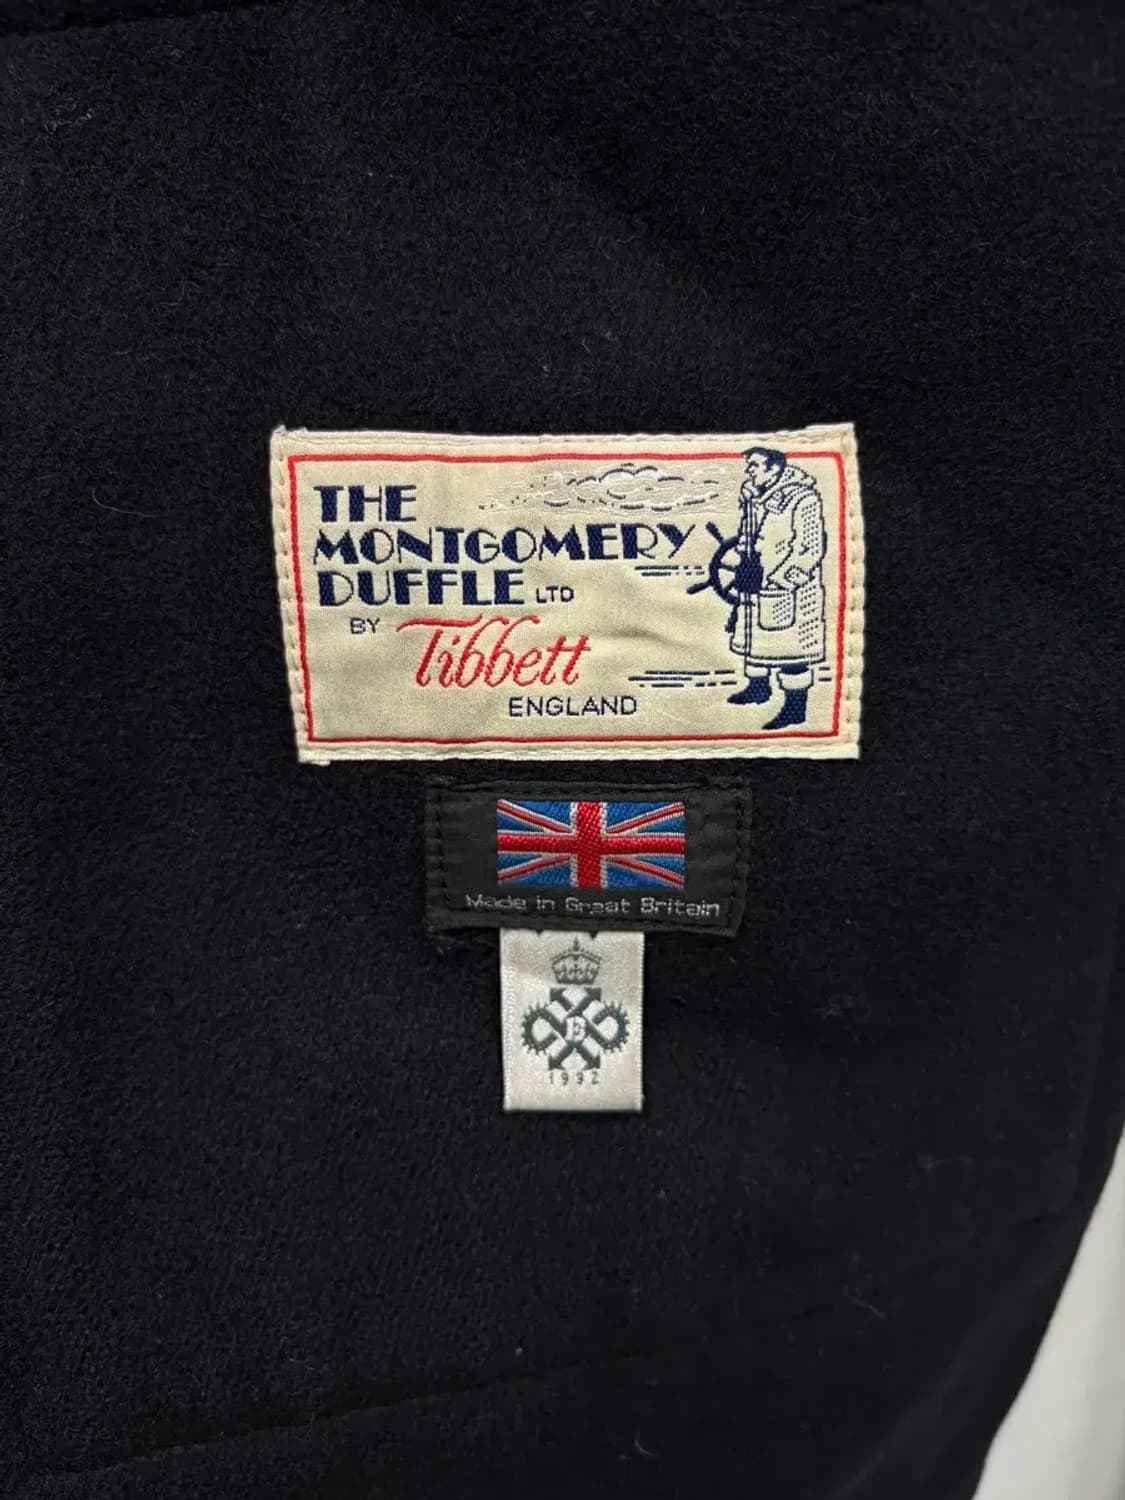 THE
MONTGOMERY
DUFFLE LTD
BY Tibbett
ENGLAND
Made in Great Britain
E
1992